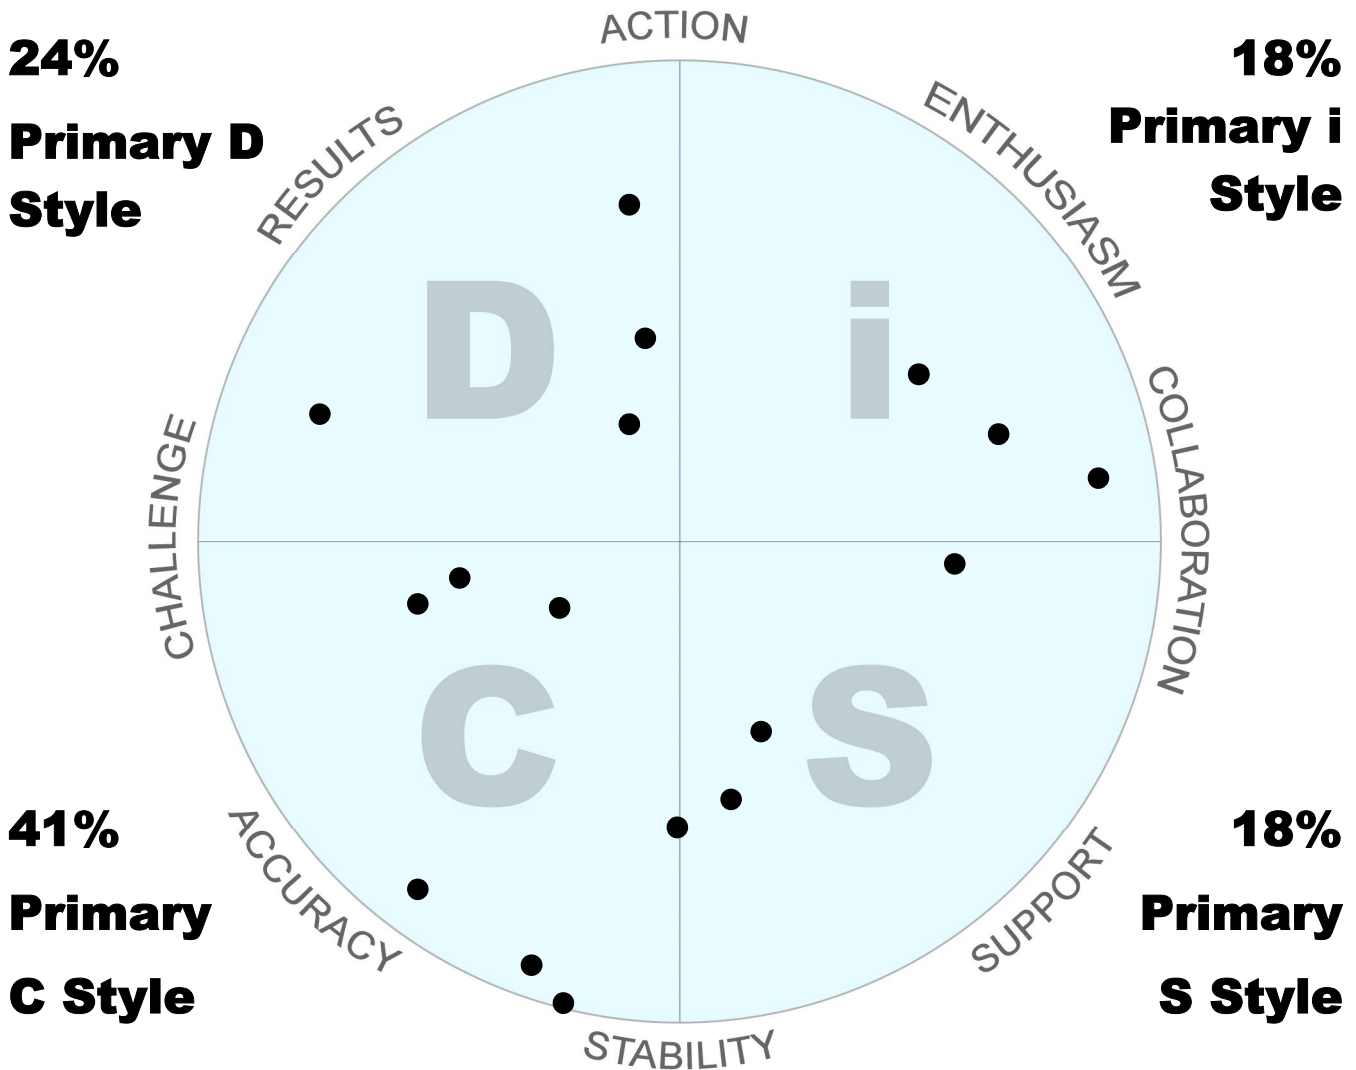 ACTION
24%
Primary D
Style
18%
Primary i
Style
RESULTS
ENTHUSIASM
D
i
CHALLENGE
COLLABORATION
C
S
41%
Primary
C Style
18%
Primary
S Style
ACCURACY
SUPPORT
STABILITY